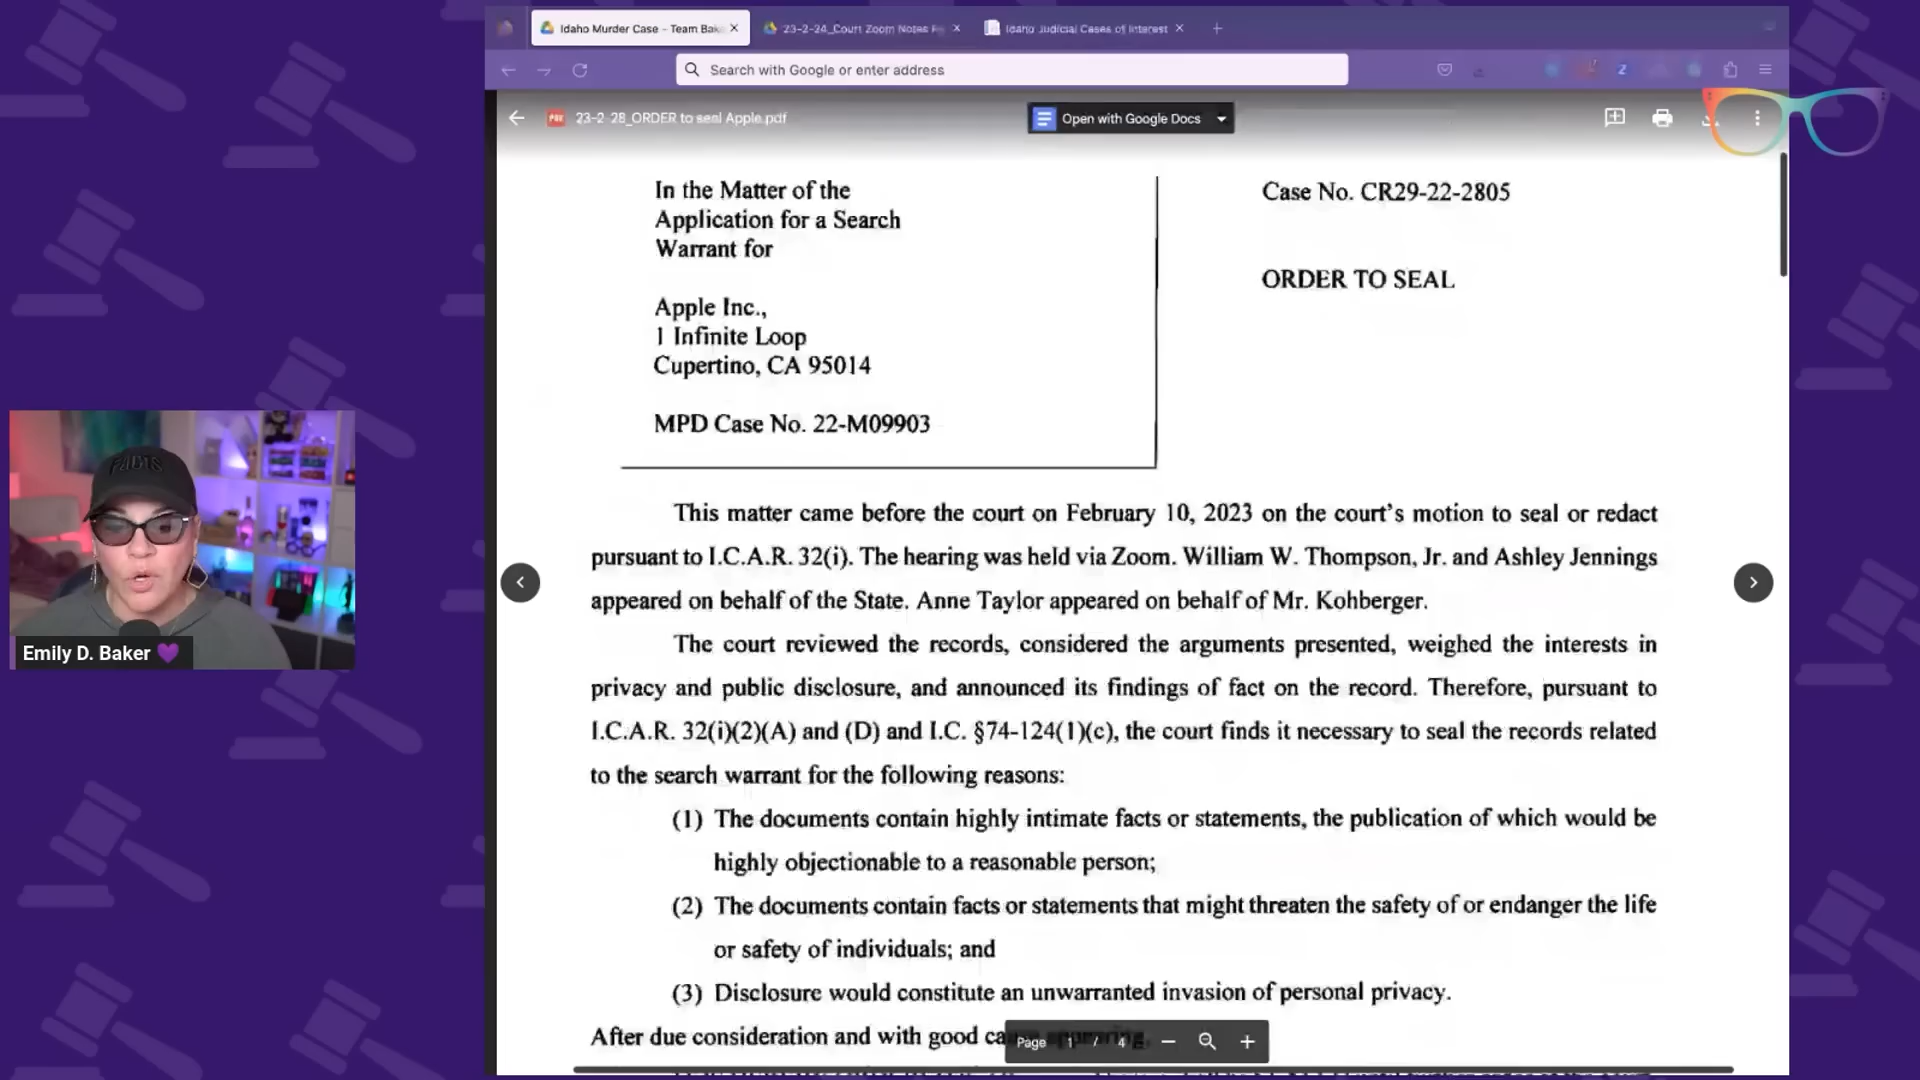 Idaho Murder Case - Team Bak
23-2-24_Court Zoom Notes
Idaho Judicial Cases of Interest
Search with Google or enter address
Z
PDF
23-2-28_ORDER to seal Apple.pdf
Open with Google Docs
In the Matter of the
Application for a Search
Warrant for
Apple Inc.,
1 Infinite Loop
Cupertino, CA 95014
MPD Case No. 22-M09903
Case No. CR29-22-2805
ORDER TO SEAL
This matter came before the court on February 10, 2023 on the court's motion to seal or redact
pursuant to I.C.A.R. 32(i). The hearing was held via Zoom. William W. Thompson, Jr. and Ashley Jennings
appeared on behalf of the State. Anne Taylor appeared on behalf of Mr. Kohberger.
The court reviewed the records, considered the arguments presented, weighed the interests in
privacy and public disclosure, and announced its findings of fact on the record. Therefore, pursuant to
I.C.A.R. 32(i)(2)(A) and (D) and I.C. §74-124(1)(c), the court finds it necessary to seal the records related
to the search warrant for the following reasons:
(1) The documents contain highly intimate facts or statements, the publication of which would be
highly objectionable to a reasonable person;
(2) The documents contain facts or statements that might threaten the safety of or endanger the life
or safety of individuals; and
(3) Disclosure would constitute an unwarranted invasion of personal privacy.
After due consideration and with good cause appearing,
Page 1 / 4
FACTS
Emily D. Baker 💜